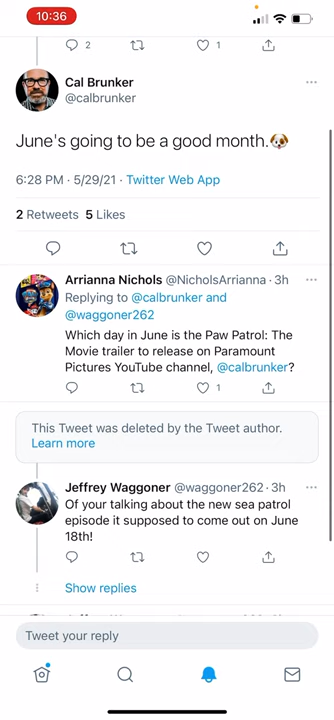 10:36
2 1
Cal Brunker
@calbrunker
June's going to be a good month.🐶
6:28 PM · 5/29/21 · Twitter Web App
2 Retweets 5 Likes
Arrianna Nichols @NicholsArrianna · 3h
Replying to @calbrunker and
@waggoner262
Which day in June is the Paw Patrol: The
Movie trailer to release on Paramount
Pictures YouTube channel, @calbrunker?
1
This Tweet was deleted by the Tweet author.
Learn more
Jeffrey Waggoner @waggoner262 · 3h
Of your talking about the new sea patrol
episode it supposed to come out on June
18th!
Show replies
Tweet your reply